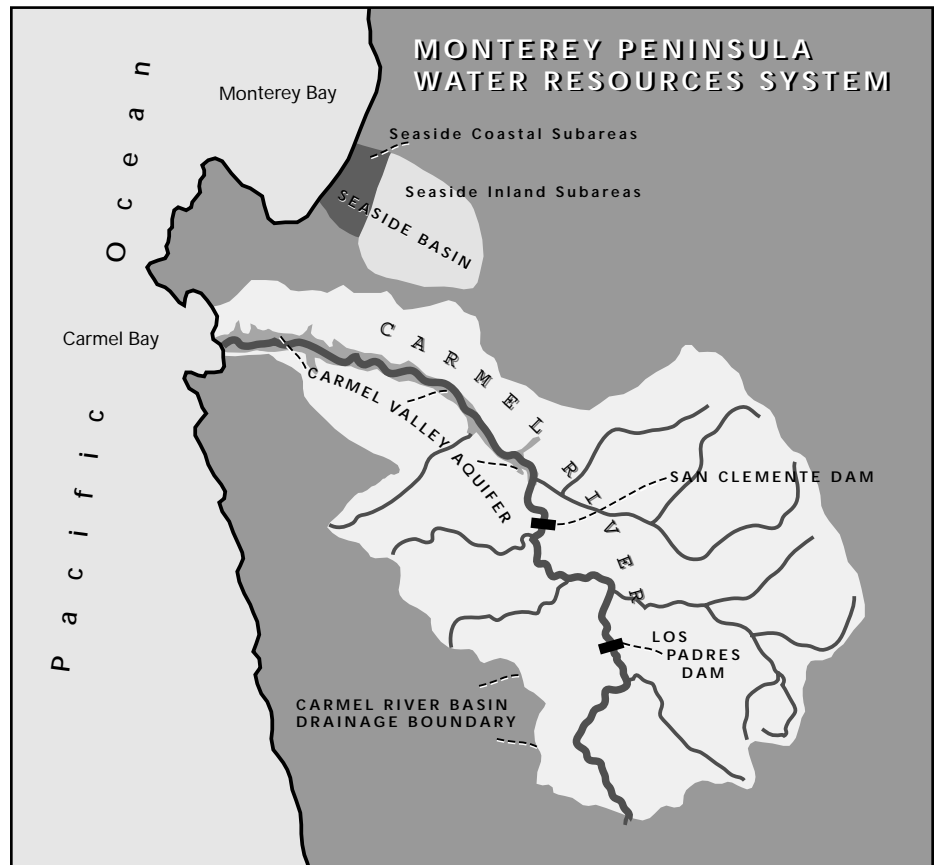 MONTEREY PENINSULA
WATER RESOURCES SYSTEM
Monterey Bay
Seaside Coastal Subareas
Seaside Inland Subareas
SEASIDE BASIN
Pacific Ocean
Carmel Bay
CARMEL RIVER
CARMEL VALLEY AQUIFER
SAN CLEMENTE DAM
LOS
PADRES
DAM
CARMEL RIVER BASIN
DRAINAGE BOUNDARY